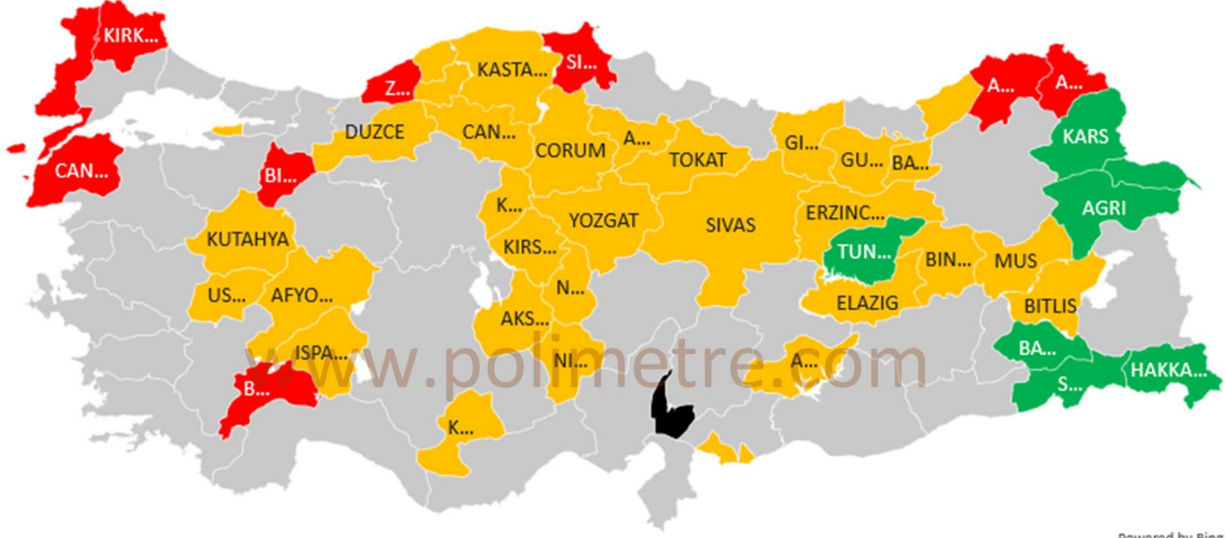 KIRK...
SI...
KASTA...
Z...
A...
A...
DUZCE
CAN...
CORUM
A...
TOKAT
GI...
GU...
BA...
KARS
CAN...
BI...
K...
YOZGAT
SIVAS
ERZINC...
AGRI
KUTAHYA
KIRS...
TUN...
BIN...
MUS
US...
AFYO...
N...
ELAZIG
BITLIS
AKS...
ISPA...
NI...
A...
BA...
HAKKA...
S...
B...
K...
www.polimetre.com
Powered by Bing